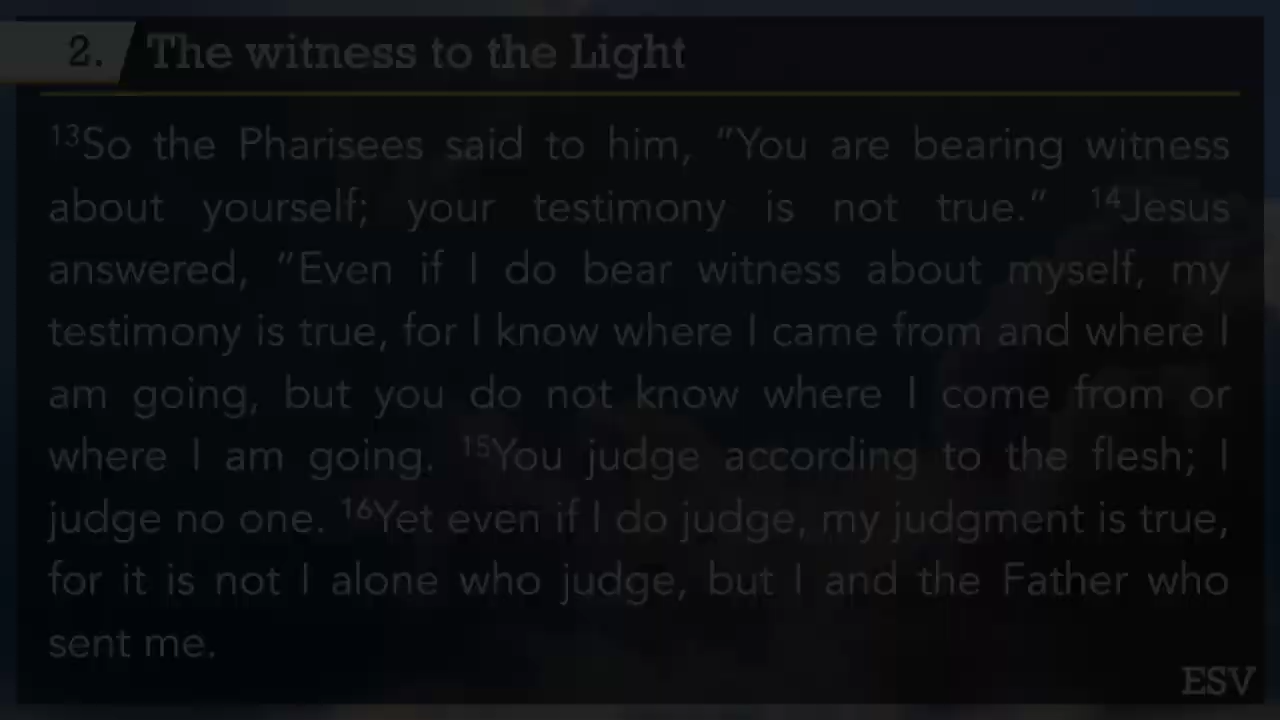 2. The witness to the Light
13So the Pharisees said to him, "You are bearing witness
about yourself; your testimony is not true." 14Jesus
answered, "Even if I do bear witness about myself, my
testimony is true, for I know where I came from and where I
am going, but you do not know where I come from or
where I am going. 15You judge according to the flesh; I
judge no one. 16Yet even if I do judge, my judgment is true,
for it is not I alone who judge, but I and the Father who
sent me.
ESV